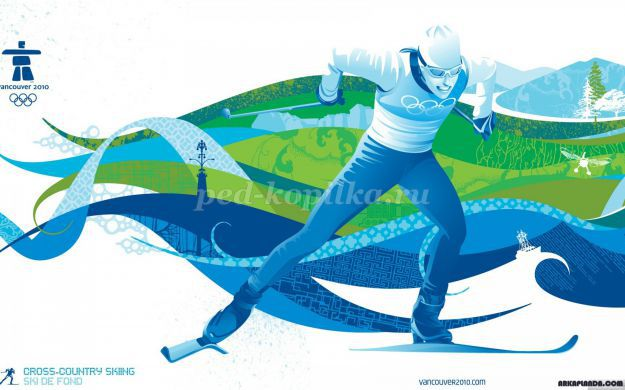 vancouver 2010
ped-kopilka.ru
CROSS-COUNTRY SKIING
SKI DE FOND
vancouver2010.com
ARKAPLANDA.COM